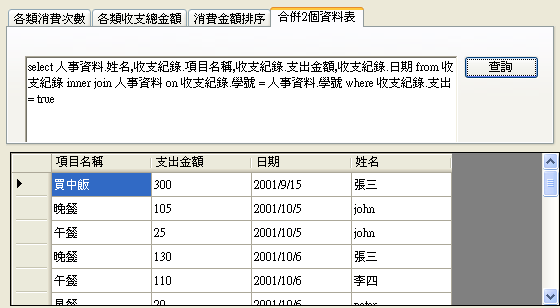 各類消費次數 各類收支總金額 消費金額排序 合併2個資料表
select 人事資料.姓名,收支紀錄.項目名稱,收支紀錄.支出金額,收支紀錄.日期 from 收
支紀錄 inner join 人事資料 on 收支紀錄.學號 = 人事資料.學號 where 收支紀錄.支出
= true
查詢
項目名稱 支出金額 日期 姓名
買中飯 300 2001/9/15 張三
晚餐 105 2001/10/5 john
午餐 25 2001/10/5 john
晚餐 130 2001/10/6 張三
午餐 110 2001/10/6 李四
早餐 20 2001/10/6 peter